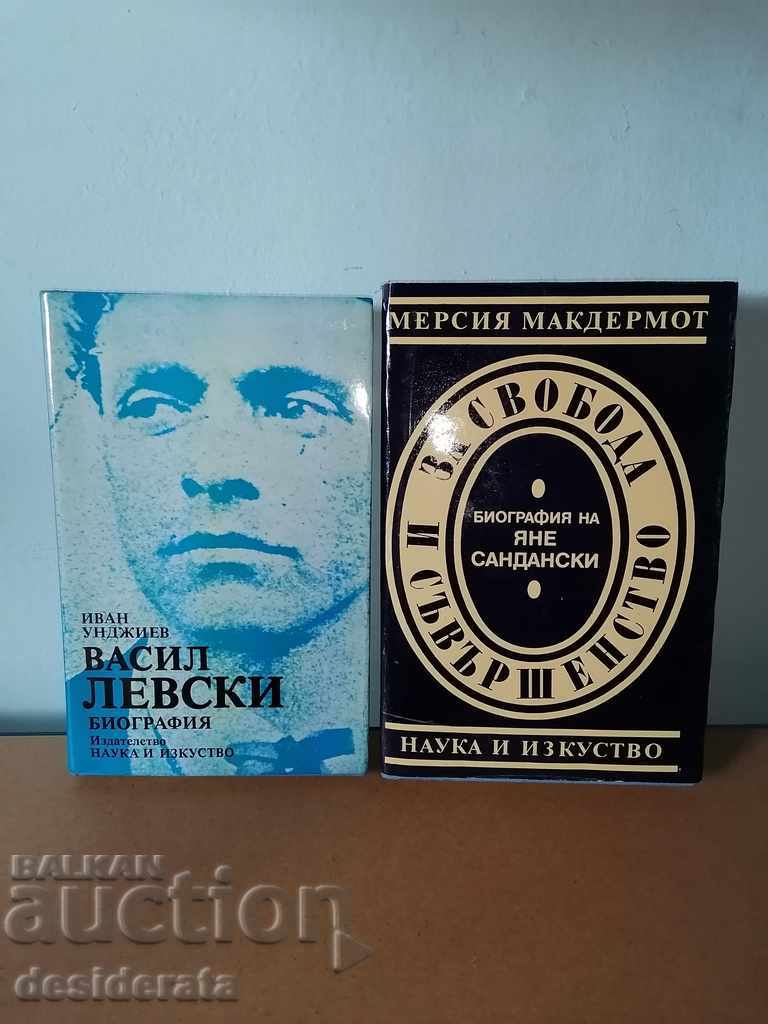 ИВАН
УНДЖИЕВ
ВАСИЛ
ЛЕВСКИ
БИОГРАФИЯ
Издателство
НАУКА И ИЗКУСТВО
МЕРСИЯ МАКДЕРМОТ
ЗА СВОБОДА
И СЪВЪРШЕНСТВО
БИОГРАФИЯ НА
ЯНЕ
САНДАНСКИ
НАУКА И ИЗКУСТВО
BALKAN
auction
desiderata